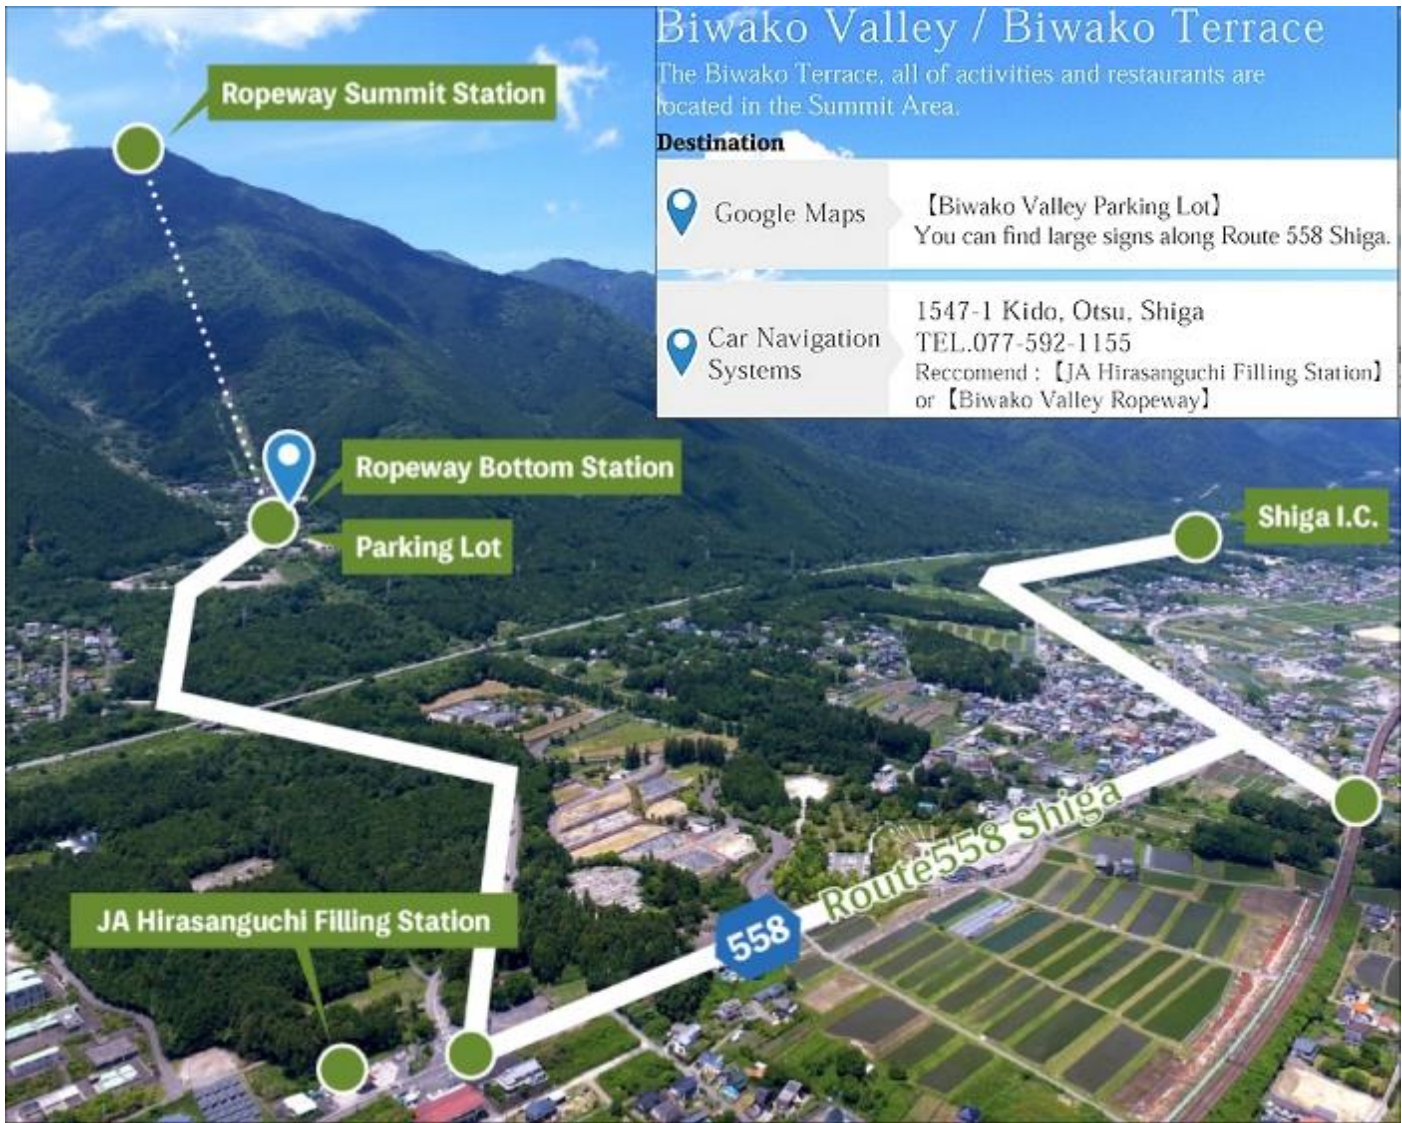 Biwako Valley / Biwako Terrace
The Biwako Terrace, all of activities and restaurants are
located in the Summit Area.
Destination
Google Maps
【Biwako Valley Parking Lot】
You can find large signs along Route 558 Shiga.
Car Navigation
Systems
1547-1 Kido, Otsu, Shiga
TEL.077-592-1155
Reccomend :【JA Hirasanguchi Filling Station】
or【Biwako Valley Ropeway】
Ropeway Summit Station
Ropeway Bottom Station
Parking Lot
Shiga I.C.
Route558 Shiga
558
JA Hirasanguchi Filling Station